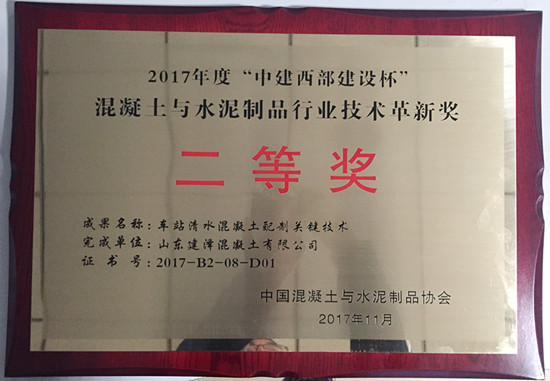 2017年度“中建西部建设杯”
混凝土与水泥制品行业技术革新奖
二等奖
成果名称：车站清水混凝土配制关键技术
完成单位：山东建泽混凝土有限公司
证书号：2017-B2-08-D01
中国混凝土与水泥制品协会
2017年11月